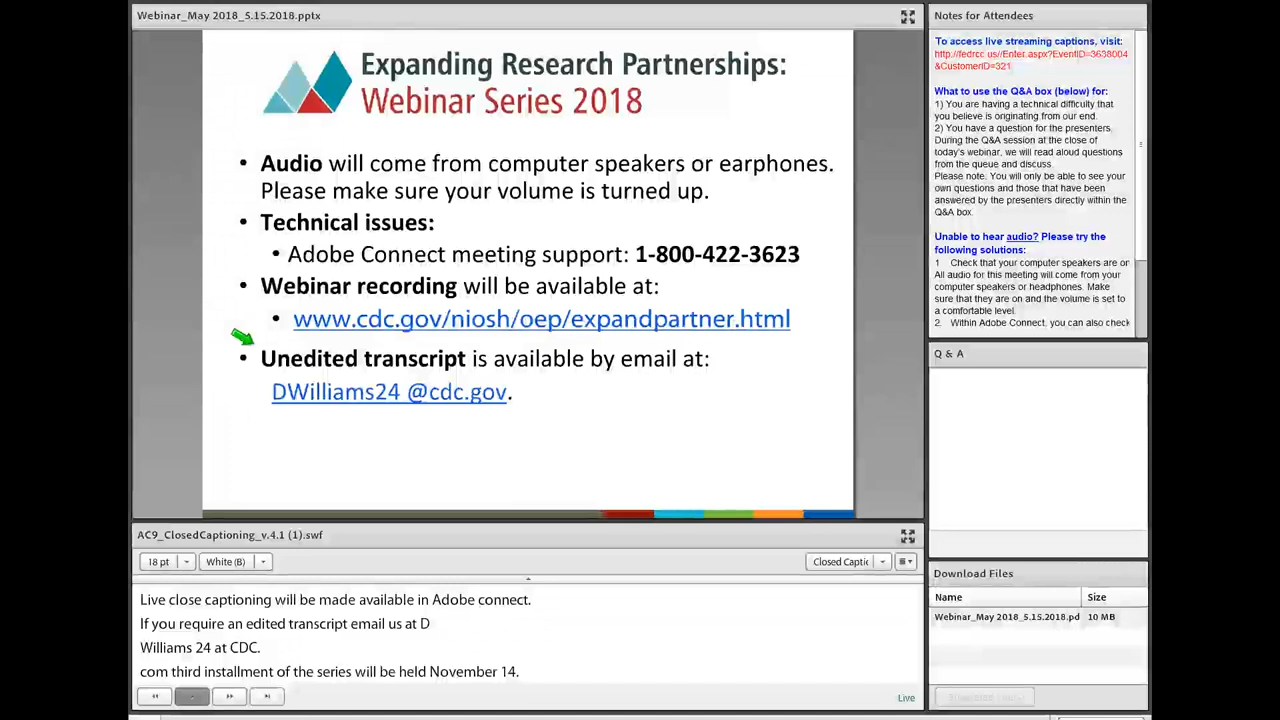 Webinar_May 2018_5.15.2018.pptx
Expanding Research Partnerships:
Webinar Series 2018
• Audio will come from computer speakers or earphones.
Please make sure your volume is turned up.
• Technical issues:
• Adobe Connect meeting support: 1-800-422-3623
• Webinar recording will be available at:
• www.cdc.gov/niosh/oep/expandpartner.html
• Unedited transcript is available by email at:
DWilliams24 @cdc.gov.
AC9_ClosedCaptioning_v.4.1 (1).swf
18 pt White (B) Closed Captic
Live close captioning will be made available in Adobe connect.
If you require an edited transcript email us at D
Williams 24 at CDC.
com third installment of the series will be held November 14.
Live
Notes for Attendees
To access live streaming captions, visit:
http://fedrcc.us//Enter.aspx?EventID=3638004
&CustomerID=321
What to use the Q&A box (below) for:
1) You are having a technical difficulty that
you believe is originating from our end.
2) You have a question for the presenters.
During the Q&A session at the close of
today's webinar, we will read aloud questions
from the queue and discuss.
Please note: You will only be able to see your
own questions and those that have been
answered by the presenters directly within the
Q&A box.
Unable to hear audio? Please try the
following solutions:
1 Check that your computer speakers are on
All audio for this meeting will come from your
computer speakers or headphones. Make
sure that they are on and the volume is set to
a comfortable level.
2. Within Adobe Connect, you can also check
Q & A
Download Files
Name Size
Webinar_May 2018_5.15.2018.pd 10 MB